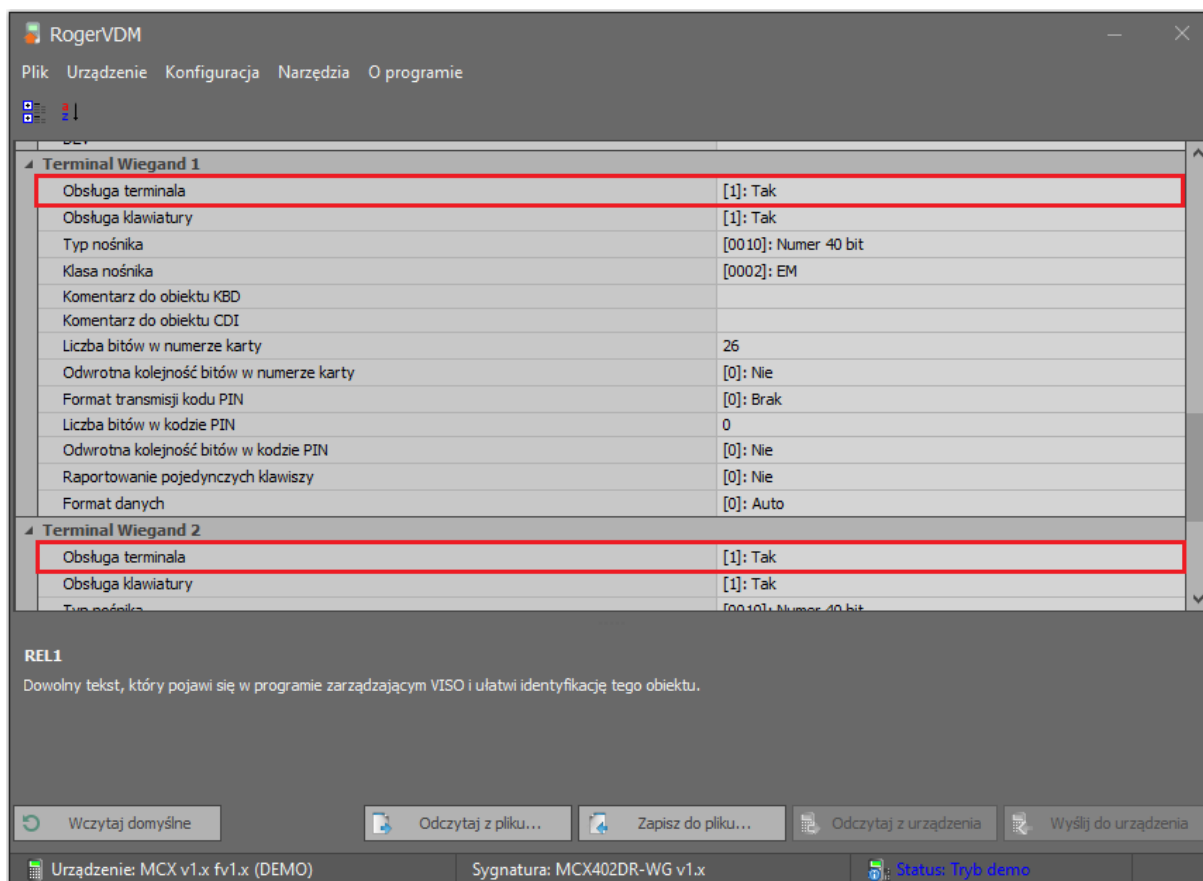 RogerVDM
Plik Urządzenie Konfiguracja Narzędzia O programie
Terminal Wiegand 1
Obsługa terminala [1]: Tak
Obsługa klawiatury [1]: Tak
Typ nośnika [0010]: Numer 40 bit
Klasa nośnika [0002]: EM
Komentarz do obiektu KBD
Komentarz do obiektu CDI
Liczba bitów w numerze karty 26
Odwrotna kolejność bitów w numerze karty [0]: Nie
Format transmisji kodu PIN [0]: Brak
Liczba bitów w kodzie PIN 0
Odwrotna kolejność bitów w kodzie PIN [0]: Nie
Raportowanie pojedynczych klawiszy [0]: Nie
Format danych [0]: Auto
Terminal Wiegand 2
Obsługa terminala [1]: Tak
Obsługa klawiatury [1]: Tak
Typ nośnika [0010]: Numer 40 bit
REL1
Dowolny tekst, który pojawi się w programie zarządzającym VISO i ułatwi identyfikację tego obiektu.
Wczytaj domyślne Odczytaj z pliku... Zapisz do pliku... Odczytaj z urządzenia Wyślij do urządzenia
Urządzenie: MCX v1.x fv1.x (DEMO) Sygnatura: MCX402DR-WG v1.x Status: Tryb demo